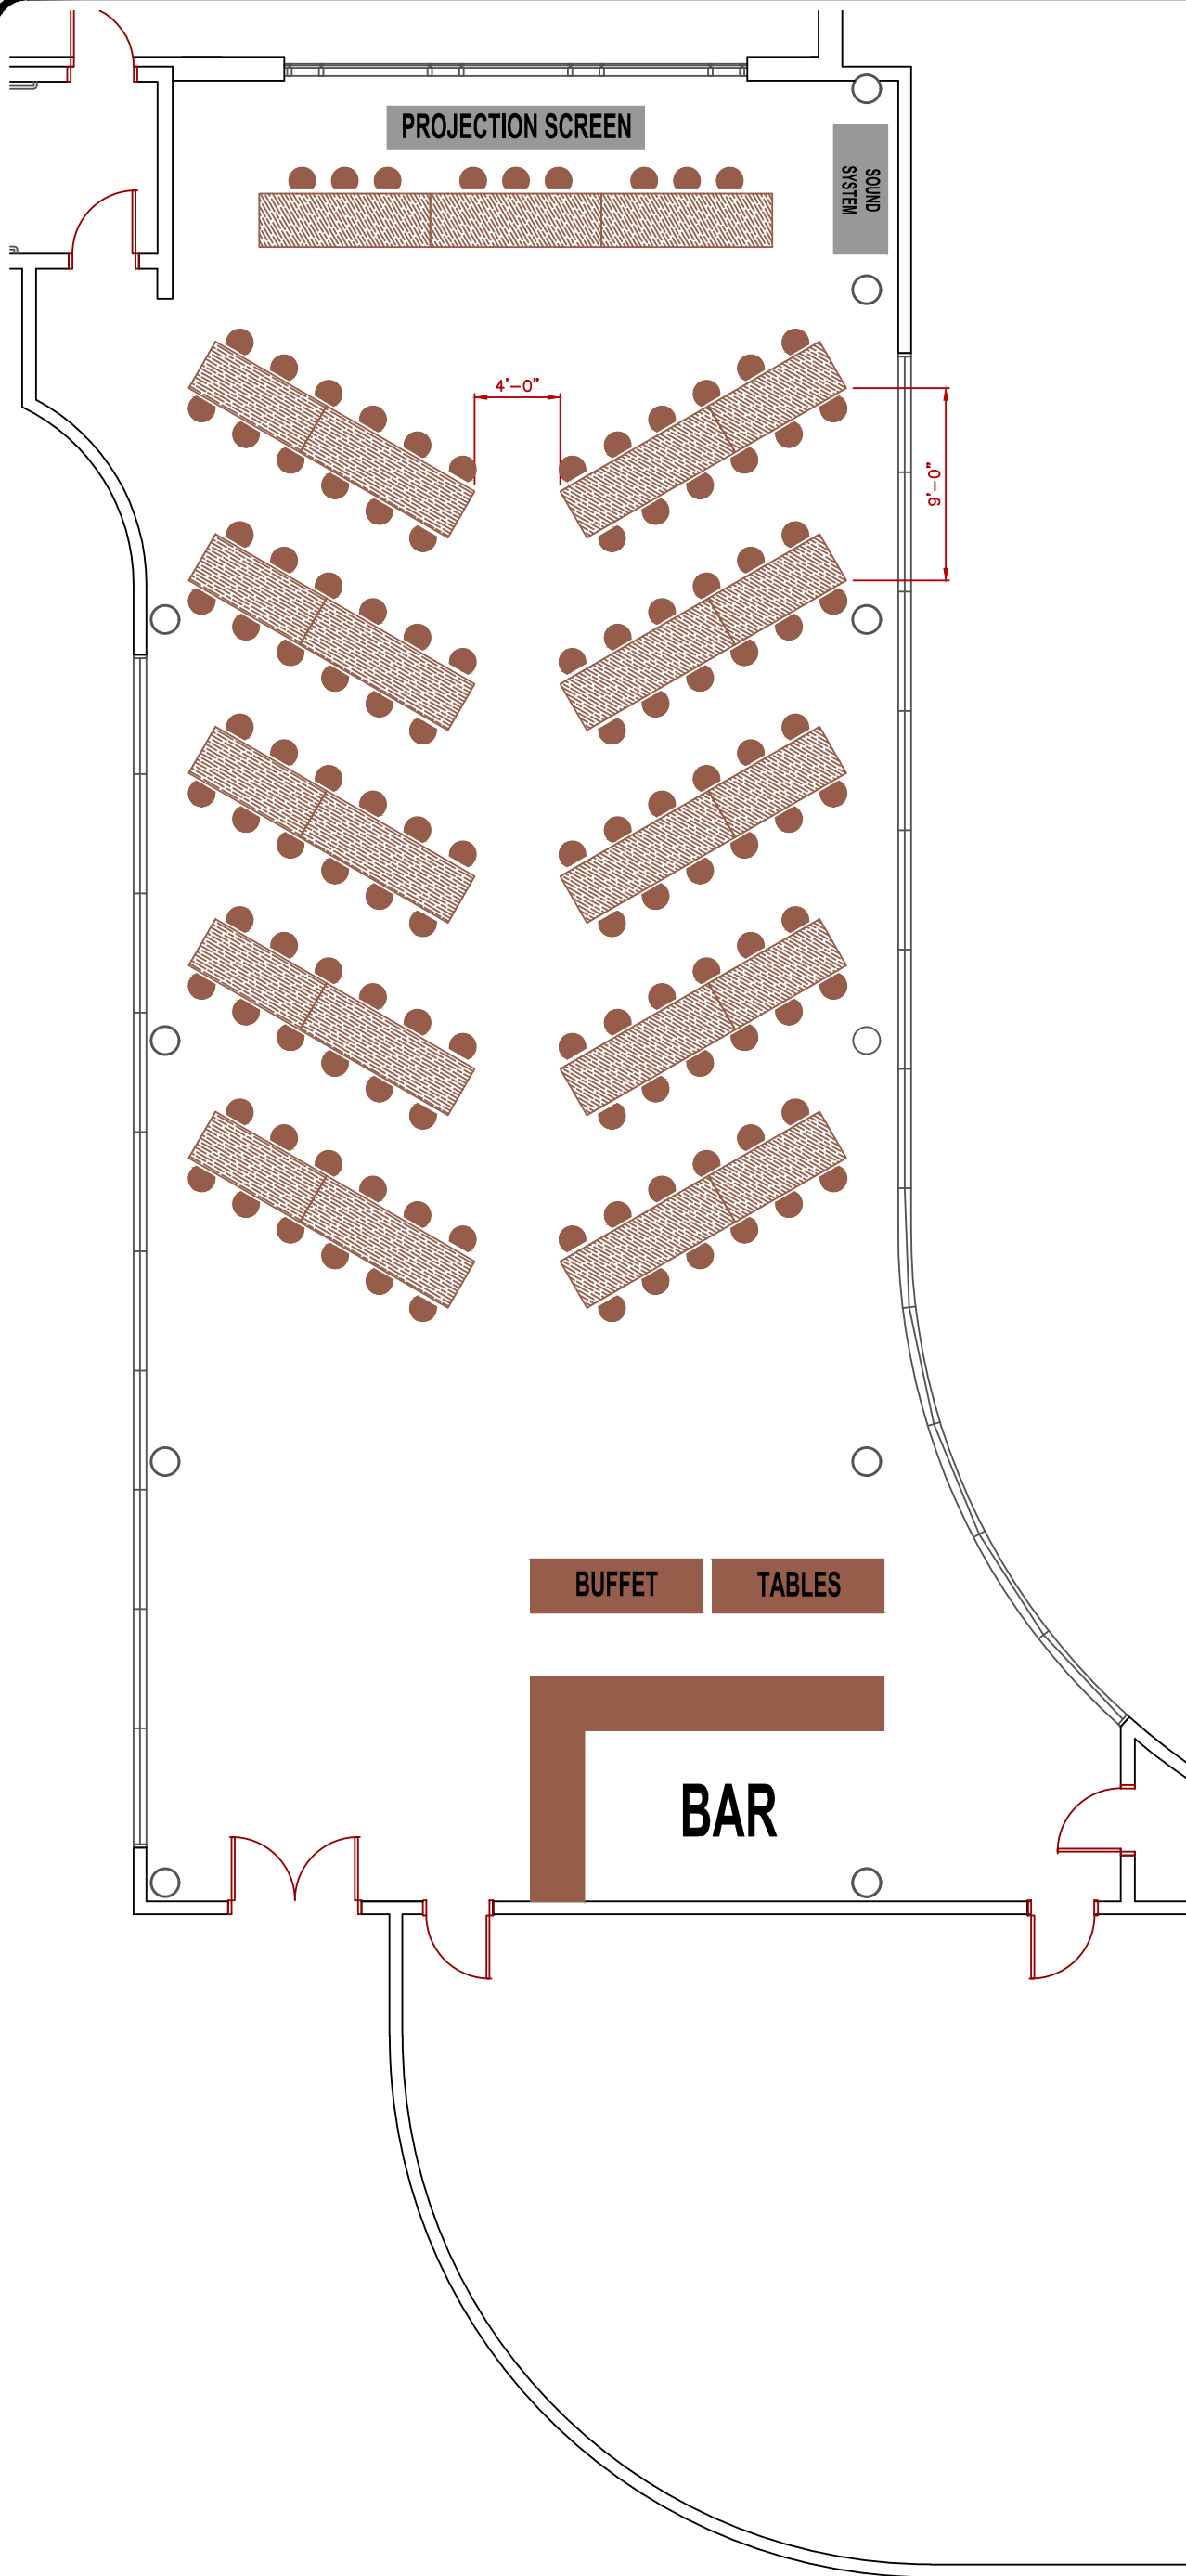 PROJECTION SCREEN
SOUND
SYSTEM
4'-0"
9'-0"
BUFFET
TABLES
BAR